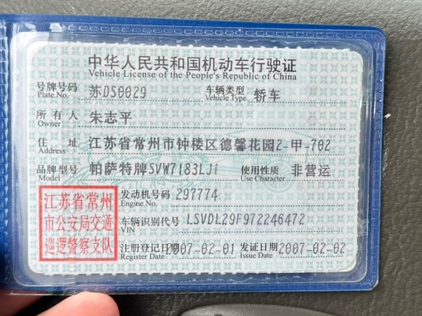 中华人民共和国机动车行驶证
Vehicle License of the People's Republic of China
号牌号码 苏DS0029 车辆类型 轿车
Plate No. Vehicle Type
所有人 朱志平
Owner
住址 江苏省常州市钟楼区德馨花园2-甲-702
Address
品牌型号 帕萨特牌SVW7183LJi 使用性质 非营运
Model Use Character
江苏省常州
市公安局交通
巡逻警察支队
发动机号码 297774
Engine No.
车辆识别代号 LSVDL29F972246472
VIN
注册登记日期 2007-02-01 发证日期 2007-02-02
Register Date Issue Date